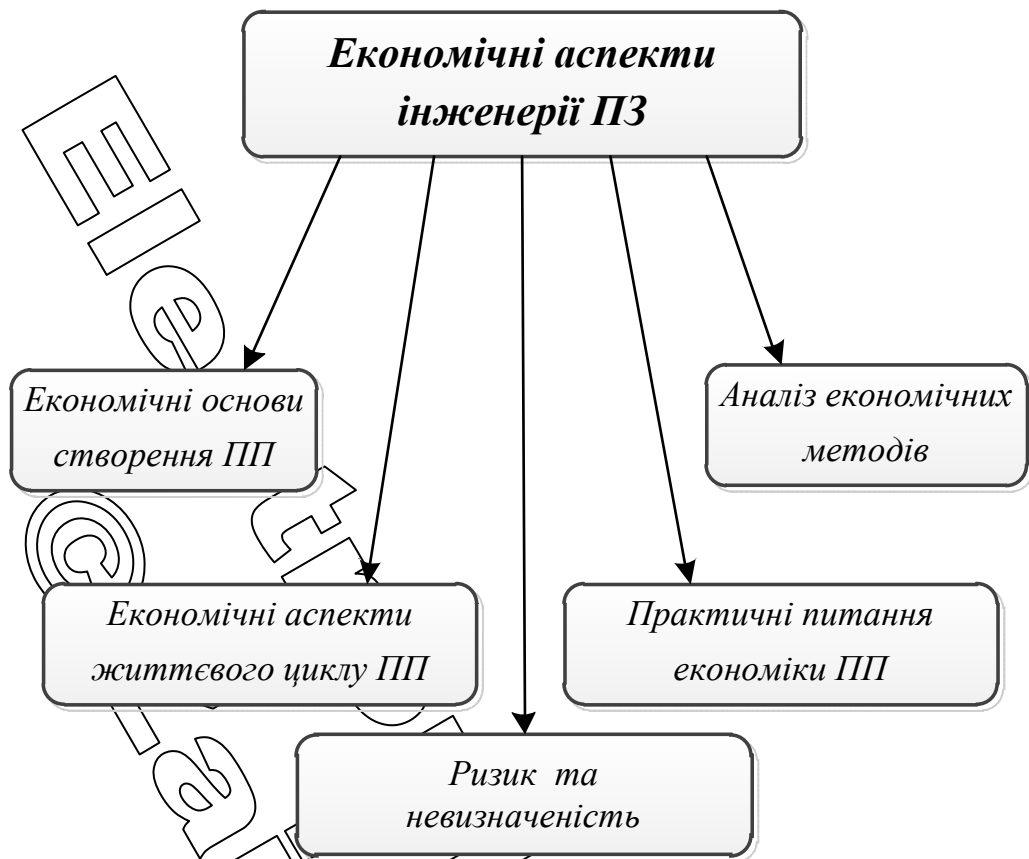 Економічні аспекти
інженерії ПЗ
Економічні основи
створення ПП
Аналіз економічних
методів
Економічні аспекти
життєвого циклу ПП
Практичні питання
економіки ПП
Ризик та
невизначеність